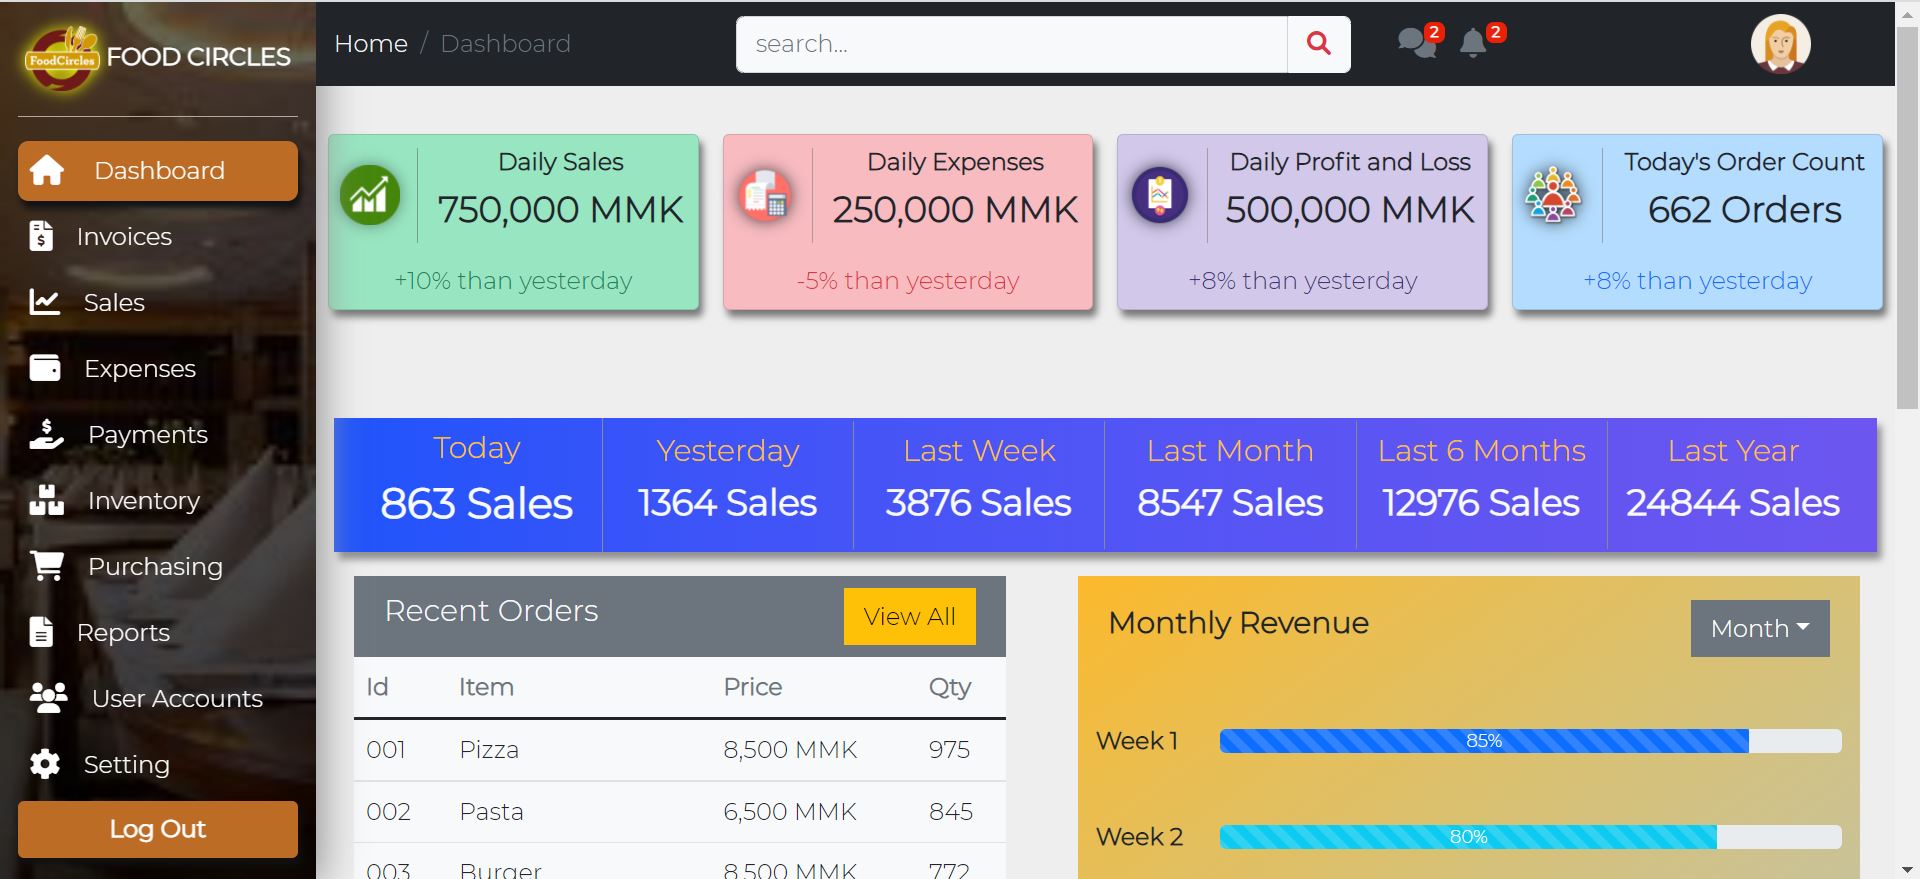 FoodCircles
FOOD CIRCLES
Dashboard
Invoices
Sales
Expenses
Payments
Inventory
Purchasing
Reports
User Accounts
Setting
Log Out
Home / Dashboard
search...
2
2
Daily Sales
750,000 MMK
+10% than yesterday
Daily Expenses
250,000 MMK
-5% than yesterday
Daily Profit and Loss
500,000 MMK
+8% than yesterday
Today's Order Count
662 Orders
+8% than yesterday
Today
863 Sales
Yesterday
1364 Sales
Last Week
3876 Sales
Last Month
8547 Sales
Last 6 Months
12976 Sales
Last Year
24844 Sales
Recent Orders
View All
Id Item Price Qty
001 Pizza 8,500 MMK 975
002 Pasta 6,500 MMK 845
003 Burger 8,500 MMK 772
Monthly Revenue
Month
Week 1 85%
Week 2 80%